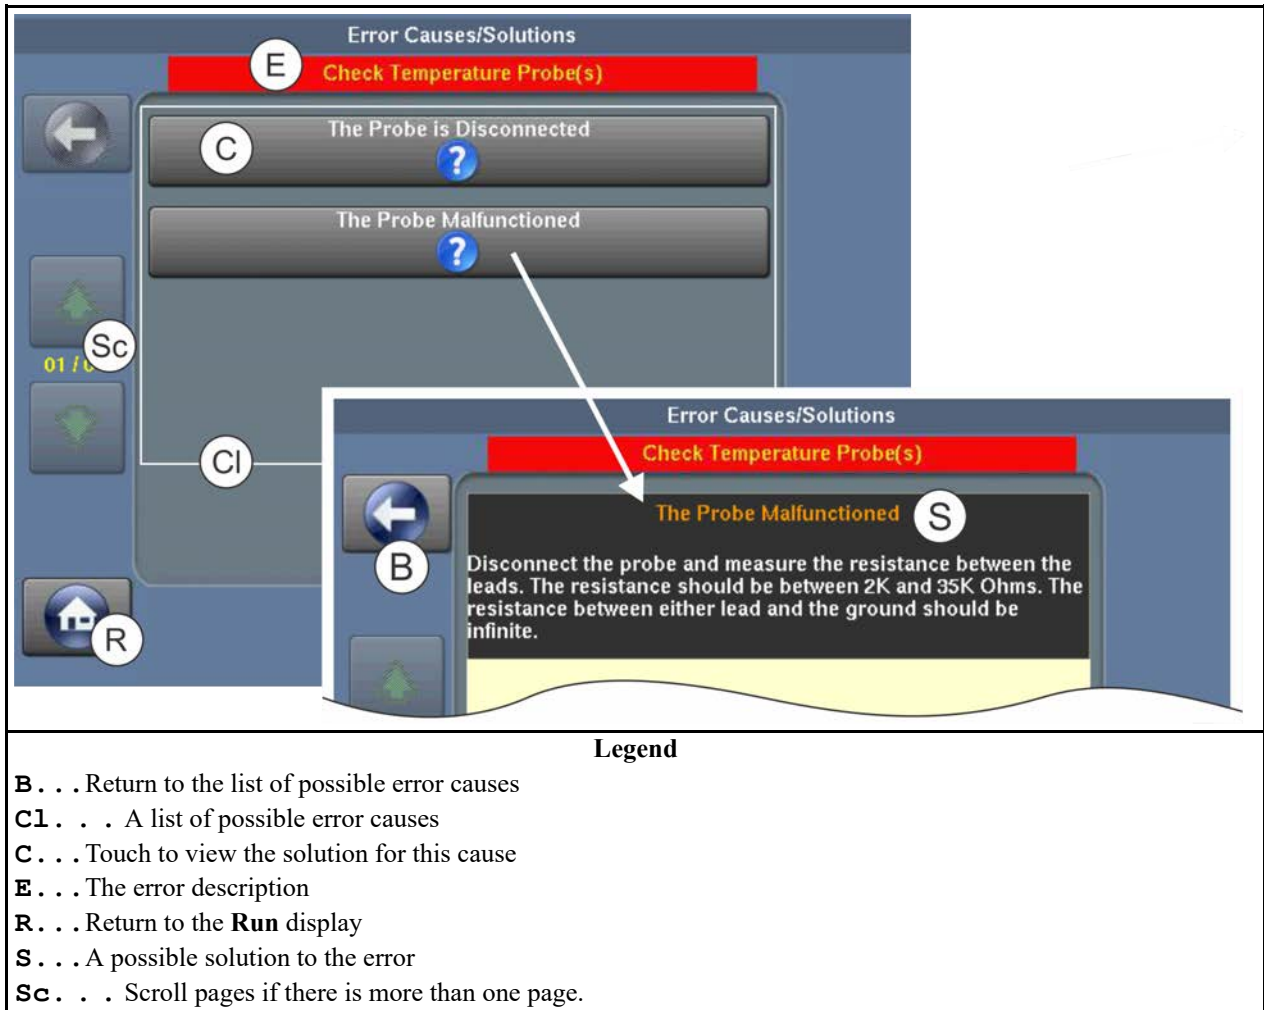 Error Causes/Solutions
E
Check Temperature Probe(s)
The Probe is Disconnected
C
?
The Probe Malfunctioned
?
Sc
01 /
Cl
R
Error Causes/Solutions
Check Temperature Probe(s)
The Probe Malfunctioned
S
B
Disconnect the probe and measure the resistance between the
leads. The resistance should be between 2K and 35K Ohms. The
resistance between either lead and the ground should be
infinite.
Legend
B...Return to the list of possible error causes
Cl. . . A list of possible error causes
C...Touch to view the solution for this cause
E...The error description
R...Return to the Run display
S...A possible solution to the error
Sc. . . Scroll pages if there is more than one page.